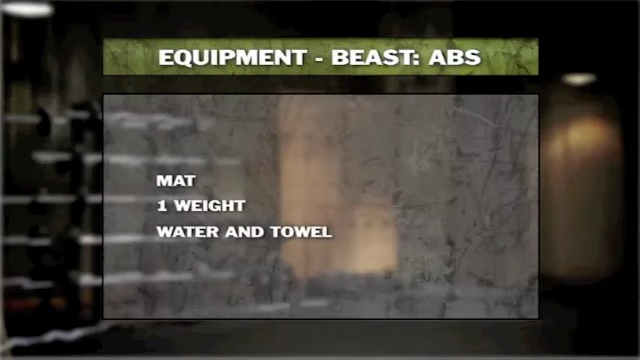 EQUIPMENT - BEAST: ABS
MAT
1 WEIGHT
WATER AND TOWEL